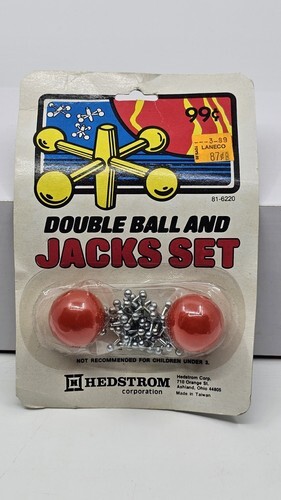 99¢
3-89
LANECO
81-6220
DOUBLE BALL AND
JACKS SET
NOT RECOMMENDED FOR CHILDREN UNDER 3.
HEDSTROM
corporation
Hedstrom Corp.
710 Orange St.
Ashland, Ohio 44805
Made in Taiwan